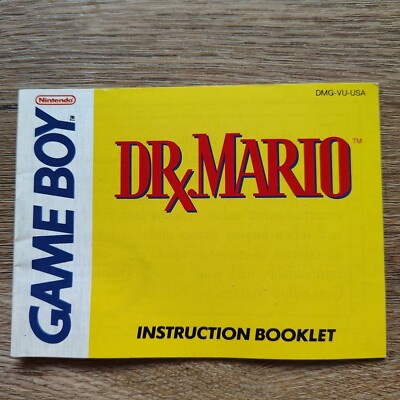 Nintendo
GAME BOY
TM
DMG-VU-USA
DR.MARIO
TM
INSTRUCTION BOOKLET